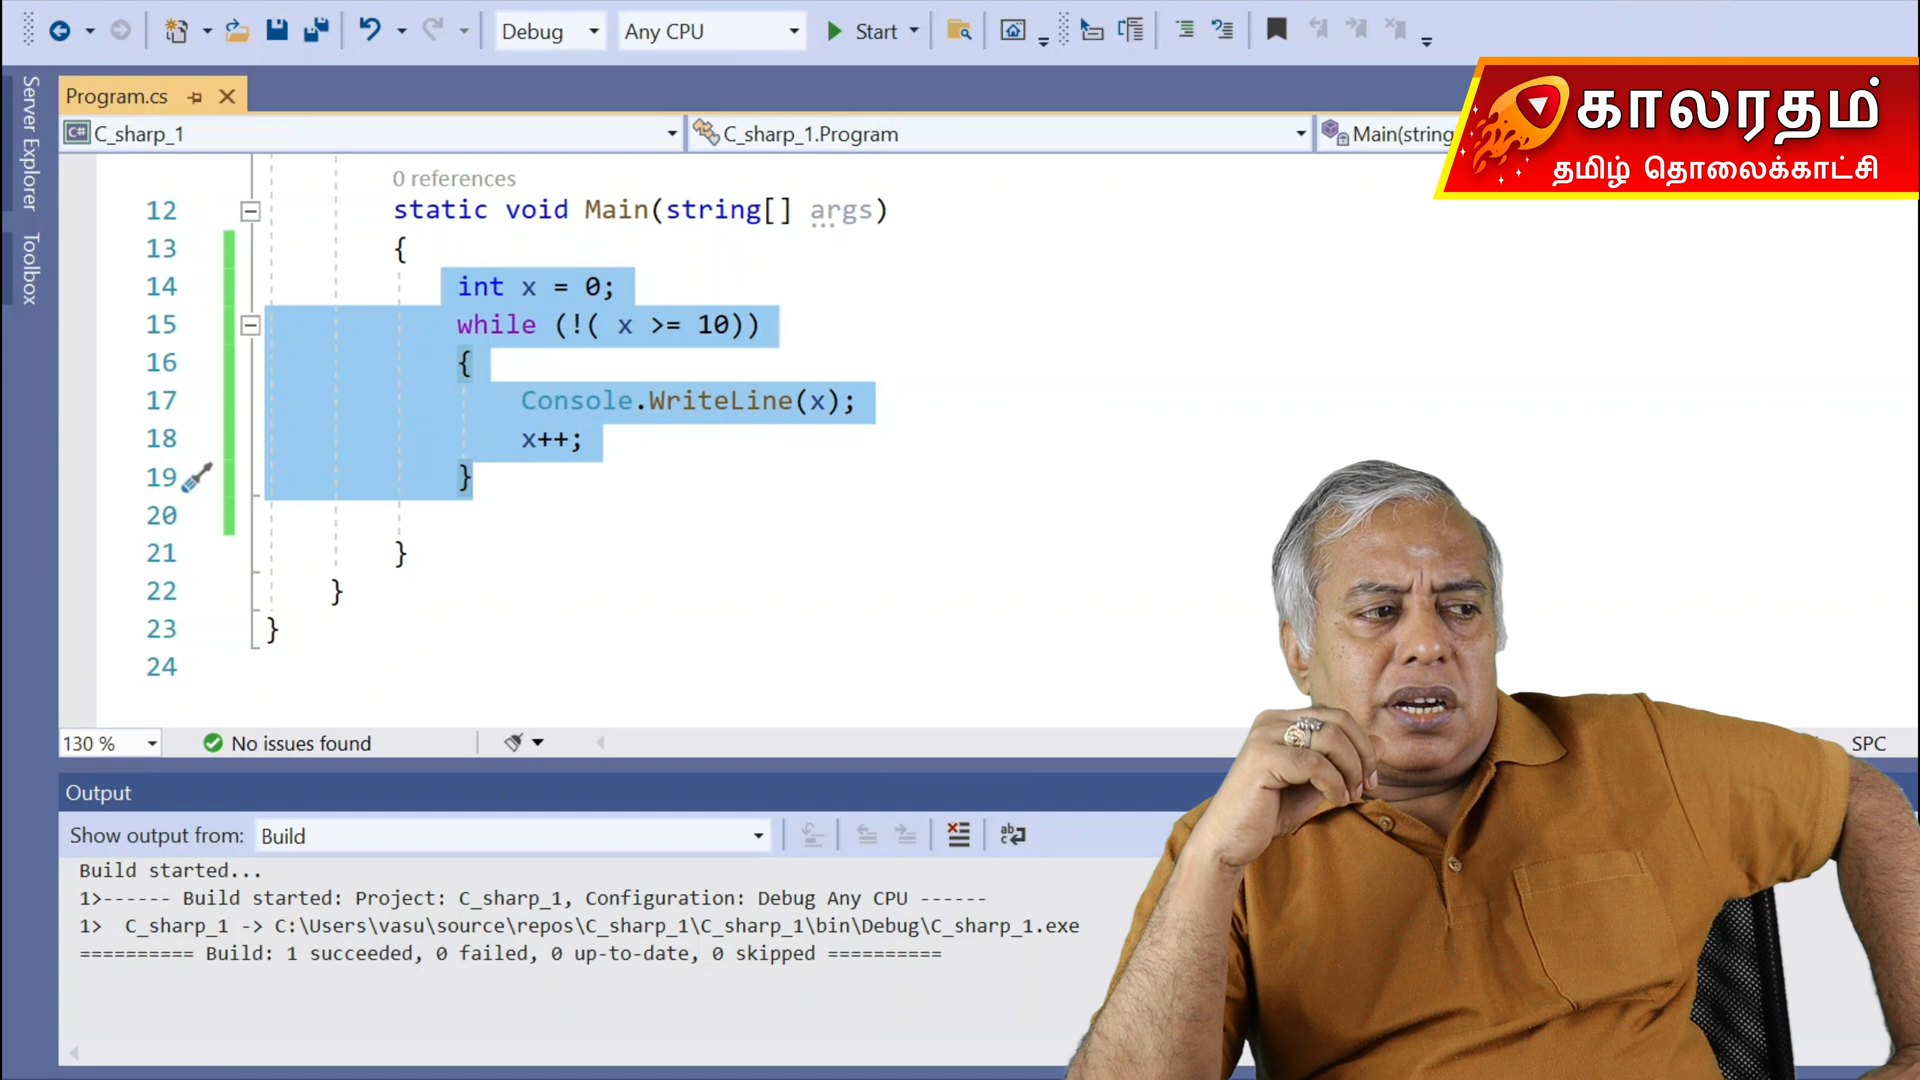 Debug
Any CPU
Start
காலரதம்
தமிழ் தொலைக்காட்சி
Server Explorer
Toolbox
Program.cs
C# C_sharp_1
C_sharp_1.Program
Main(string
0 references
12 static void Main(string[] args)
13 {
14 int x = 0;
15 while (!( x >= 10))
16 {
17 Console.WriteLine(x);
18 x++;
19 }
20
21 }
22 }
23 }
24
130 %
No issues found
SPC
Output
Show output from: Build
Build started...
1>------ Build started: Project: C_sharp_1, Configuration: Debug Any CPU ------
1>  C_sharp_1 -> C:\Users\vasu\source\repos\C_sharp_1\C_sharp_1\bin\Debug\C_sharp_1.exe
========== Build: 1 succeeded, 0 failed, 0 up-to-date, 0 skipped ==========